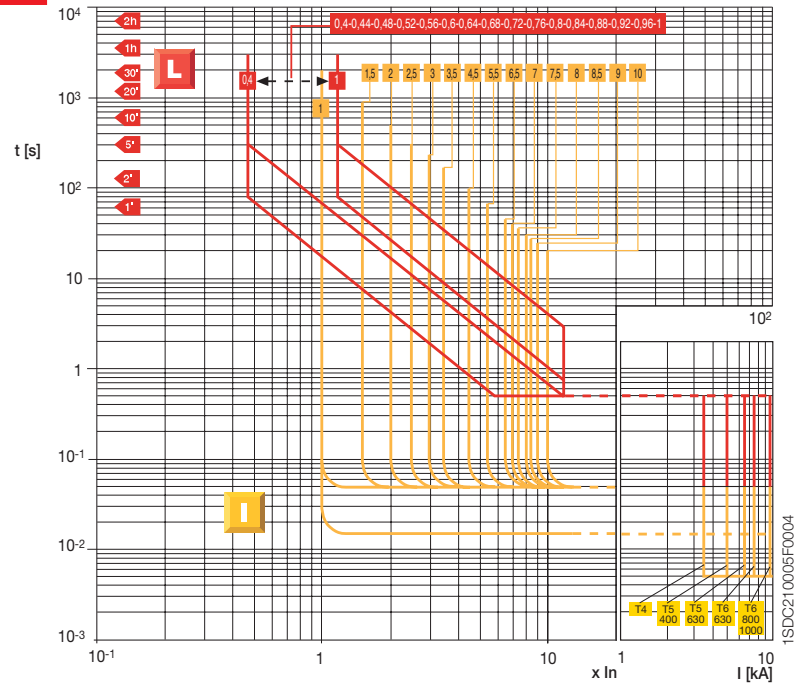 10⁴
2h
0,4-0,44-0,48-0,52-0,56-0,6-0,64-0,68-0,72-0,76-0,8-0,84-0,88-0,92-0,96-1
1h
L
30'
0,4
1
1,5
2
2,5
3
3,5
4,5
5,5
6,5
7
7,5
8
8,5
9
10
20'
10³
1
10'
t [s]
5'
2'
10²
1'
10
10²
1
10⁻¹
I
10⁻²
T4
T5 400
T5 630
T6 630
T6 800 1000
10⁻³
10⁻¹
1
10
1
10
x In
I [kA]
1SDC210005F0004